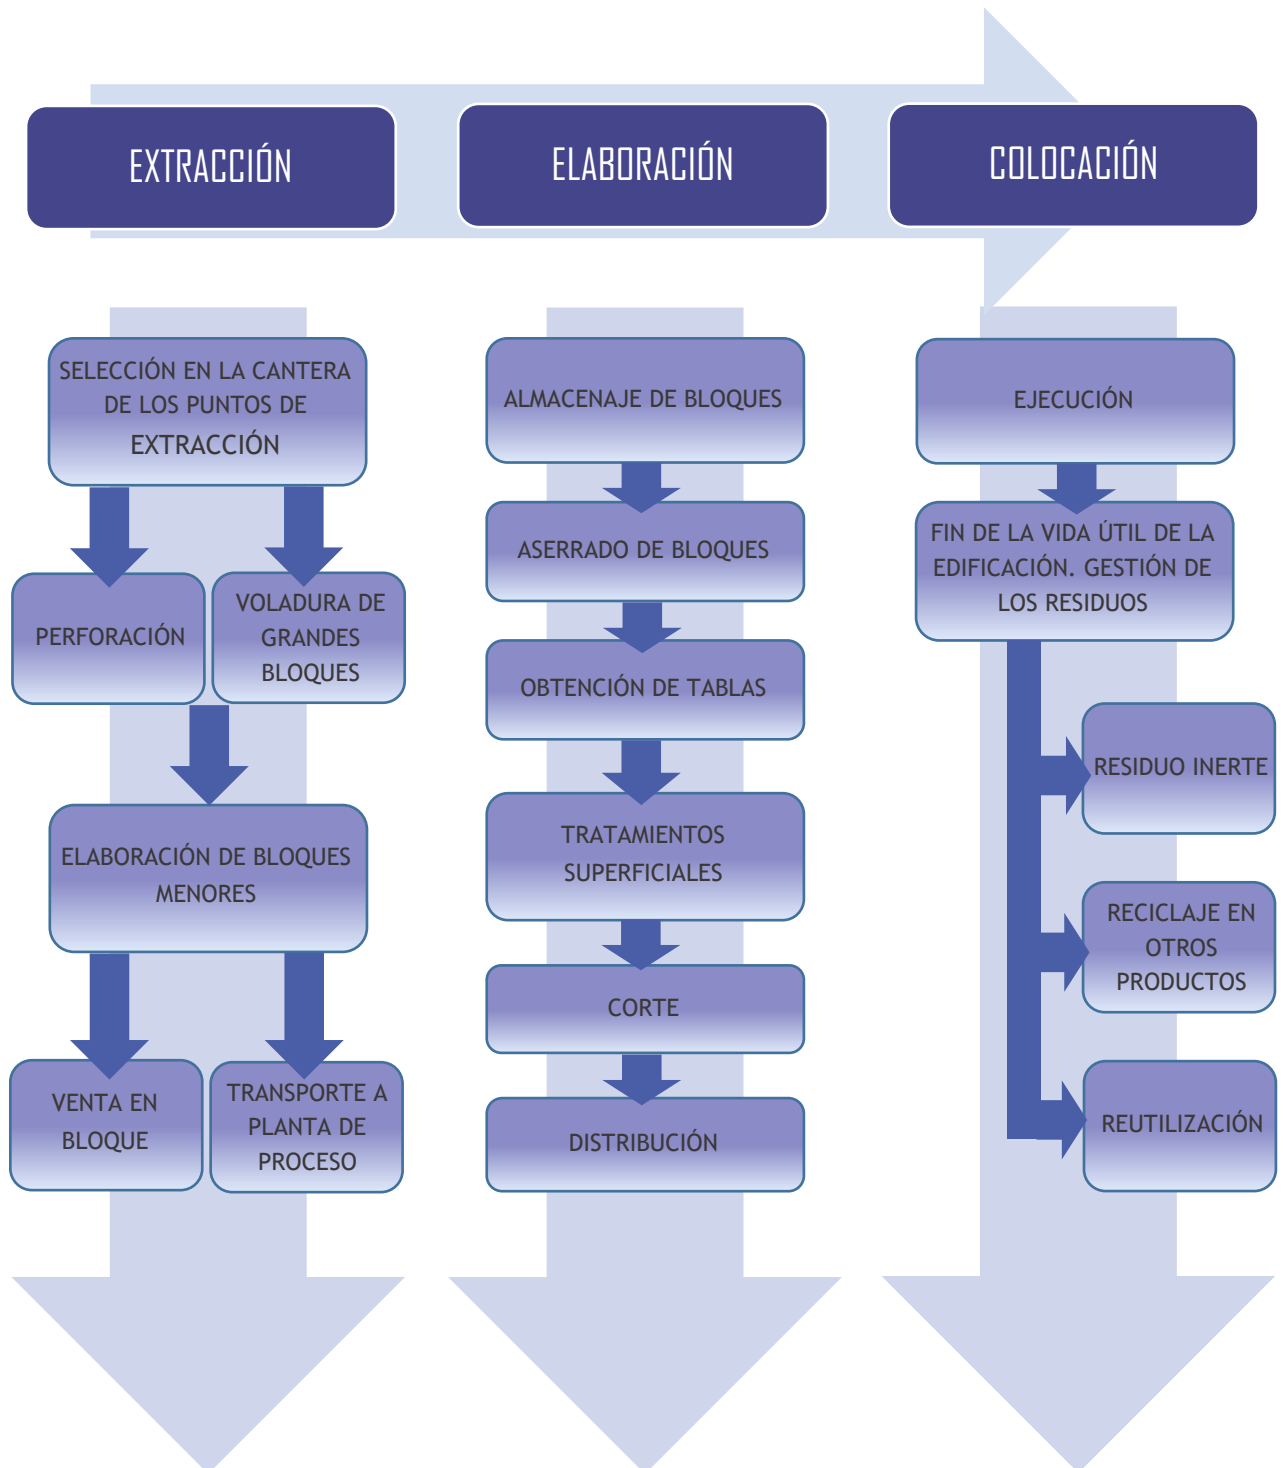 EXTRACCIÓN
ELABORACIÓN
COLOCACIÓN
SELECCIÓN EN LA CANTERA
DE LOS PUNTOS DE
EXTRACCIÓN
PERFORACIÓN
VOLADURA DE
GRANDES
BLOQUES
ELABORACIÓN DE BLOQUES
MENORES
VENTA EN
BLOQUE
TRANSPORTE A
PLANTA DE
PROCESO
ALMACENAJE DE BLOQUES
ASERRADO DE BLOQUES
OBTENCIÓN DE TABLAS
TRATAMIENTOS
SUPERFICIALES
CORTE
DISTRIBUCIÓN
EJECUCIÓN
FIN DE LA VIDA ÚTIL DE LA
EDIFICACIÓN. GESTIÓN DE
LOS RESIDUOS
RESIDUO INERTE
RECICLAJE EN
OTROS
PRODUCTOS
REUTILIZACIÓN